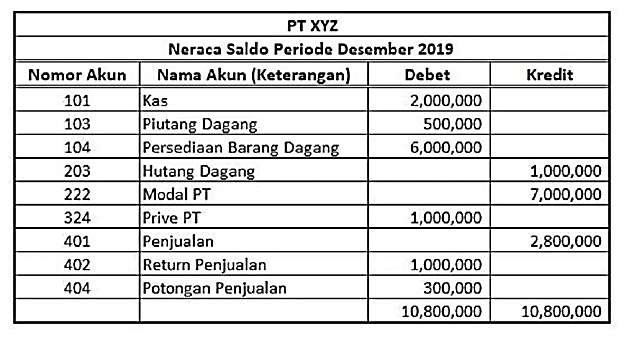 PT XYZ
Neraca Saldo Periode Desember 2019
Nomor Akun Nama Akun (Keterangan) Debet Kredit
101 Kas 2,000,000
103 Piutang Dagang 500,000
104 Persediaan Barang Dagang 6,000,000
203 Hutang Dagang 1,000,000
222 Modal PT 7,000,000
324 Prive PT 1,000,000
401 Penjualan 2,800,000
402 Return Penjualan 1,000,000
404 Potongan Penjualan 300,000
10,800,000 10,800,000